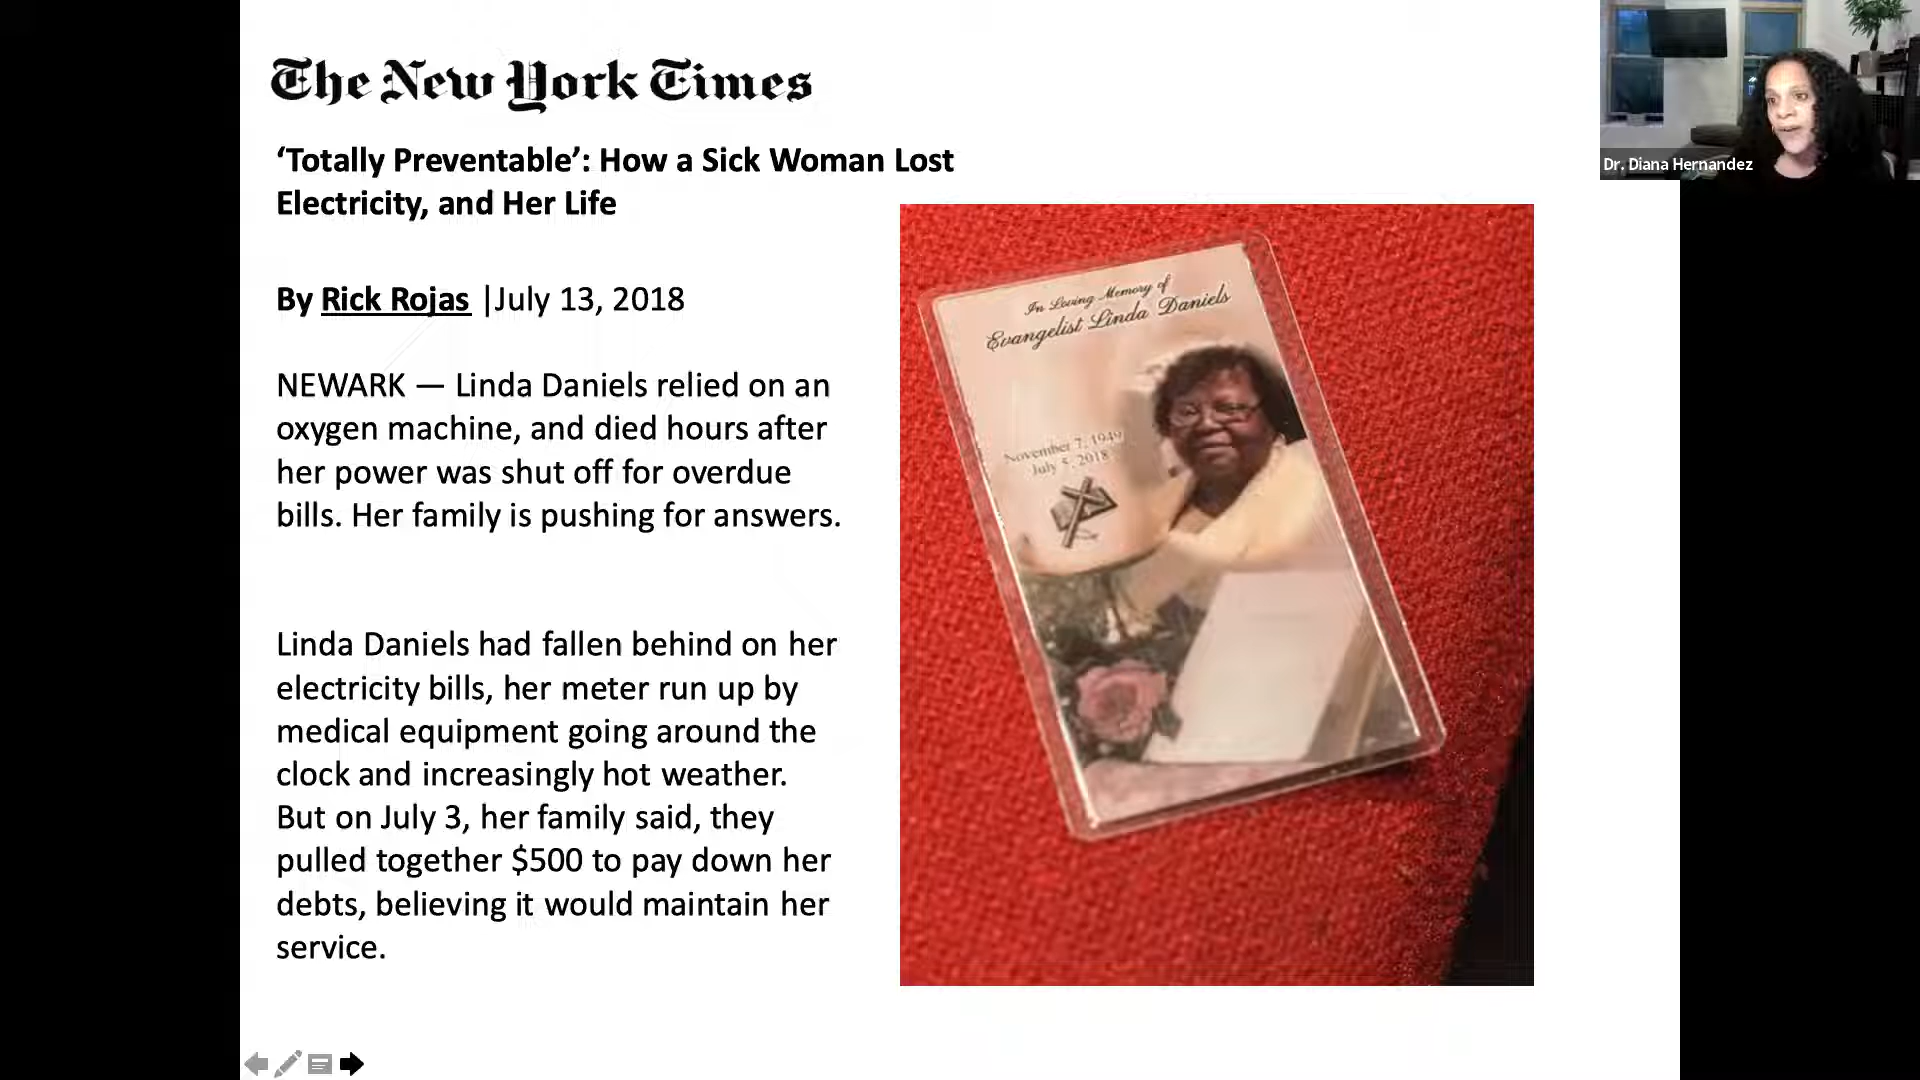 The New York Times
‘Totally Preventable’: How a Sick Woman Lost
Electricity, and Her Life
By Rick Rojas |July 13, 2018
NEWARK — Linda Daniels relied on an
oxygen machine, and died hours after
her power was shut off for overdue
bills. Her family is pushing for answers.
Linda Daniels had fallen behind on her
electricity bills, her meter run up by
medical equipment going around the
clock and increasingly hot weather.
But on July 3, her family said, they
pulled together $500 to pay down her
debts, believing it would maintain her
service.
In Loving Memory of
Evangelist Linda Daniels
November 7, 1949
July 5, 2018
Dr. Diana Hernandez